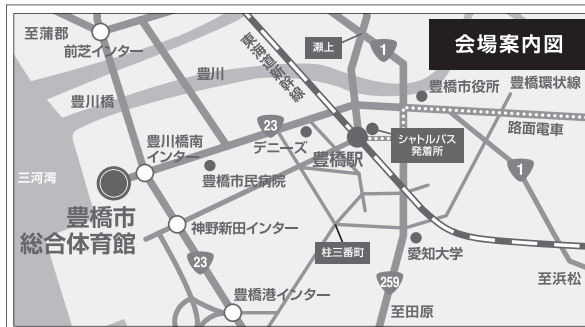 会場案内図
至蒲郡
前芝インター
東海道新幹線
瀬上
1
豊川
豊川橋
豊橋市役所
豊橋環状線
路面電車
23
デニーズ
豊橋駅
シャトルバス
発着所
豊川橋南
インター
豊橋市民病院
1
三河湾
豊橋市
総合体育館
神野新田インター
柱三番町
愛知大学
23
259
豊橋港インター
至田原
至浜松